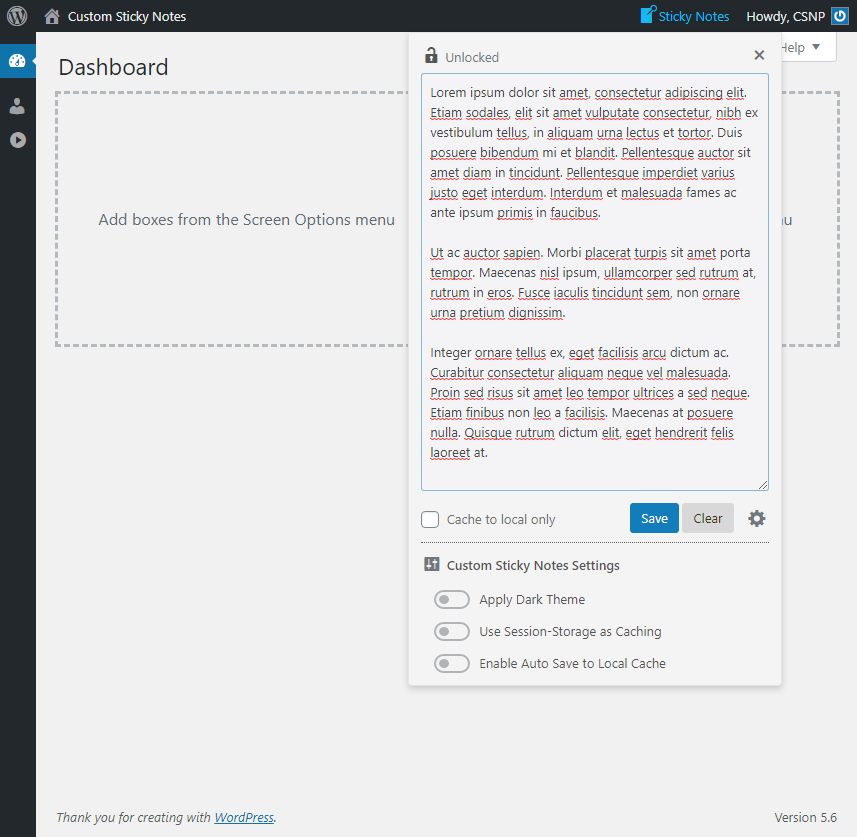 Custom Sticky Notes
Sticky Notes
Howdy, CSNP
Dashboard
Help
Add boxes from the Screen Options menu
Unlocked
Lorem ipsum dolor sit amet, consectetur adipiscing elit.
Etiam sodales, elit sit amet vulputate consectetur, nibh ex
vestibulum tellus, in aliquam urna lectus et tortor. Duis
posuere bibendum mi et blandit. Pellentesque auctor sit
amet diam in tincidunt. Pellentesque imperdiet varius
justo eget interdum. Interdum et malesuada fames ac
ante ipsum primis in faucibus.
Ut ac auctor sapien. Morbi placerat turpis sit amet porta
tempor. Maecenas nisl ipsum, ullamcorper sed rutrum at,
rutrum in eros. Fusce iaculis tincidunt sem, non ornare
urna pretium dignissim.
Integer ornare tellus ex, eget facilisis arcu dictum ac.
Curabitur consectetur aliquam neque vel malesuada.
Proin sed risus sit amet leo tempor ultrices a sed neque.
Etiam finibus non leo a facilisis. Maecenas at posuere
nulla. Quisque rutrum dictum elit, eget hendrerit felis
laoreet at.
Cache to local only
Save
Clear
Custom Sticky Notes Settings
Apply Dark Theme
Use Session-Storage as Caching
Enable Auto Save to Local Cache
Thank you for creating with WordPress.
Version 5.6